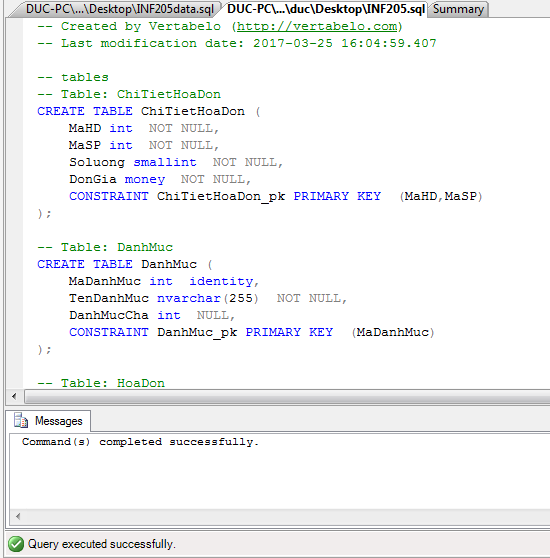 DUC-PC\...\Desktop\INF205data.sql DUC-PC\...\duc\Desktop\INF205.sql Summary
-- Created by Vertabelo (http://vertabelo.com)
-- Last modification date: 2017-03-25 16:04:59.407
-- tables
-- Table: ChiTietHoaDon
CREATE TABLE ChiTietHoaDon (
MaHD int NOT NULL,
MaSP int NOT NULL,
Soluong smallint NOT NULL,
DonGia money NOT NULL,
CONSTRAINT ChiTietHoaDon_pk PRIMARY KEY (MaHD,MaSP)
);
-- Table: DanhMuc
CREATE TABLE DanhMuc (
MaDanhMuc int identity,
TenDanhMuc nvarchar(255) NOT NULL,
DanhMucCha int NULL,
CONSTRAINT DanhMuc_pk PRIMARY KEY (MaDanhMuc)
);
-- Table: HoaDon
Messages
Command(s) completed successfully.
Query executed successfully.